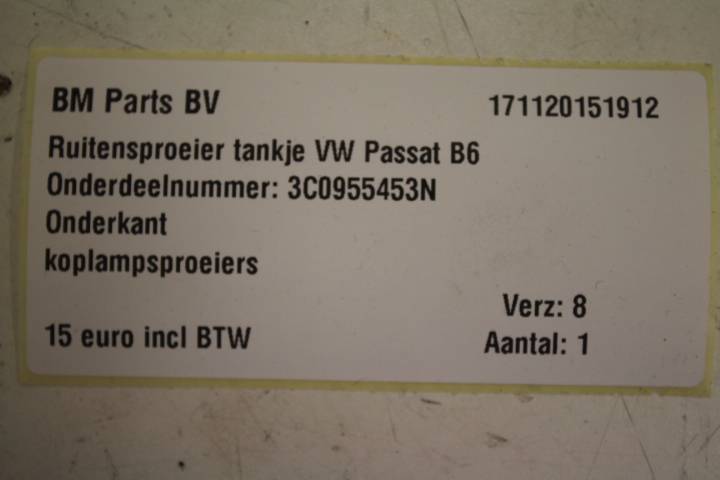 BM Parts BV 171120151912
Ruitensproeier tankje VW Passat B6
Onderdeelnummer: 3C0955453N
Onderkant
koplampsproeiers
Verz: 8
15 euro incl BTW Aantal: 1